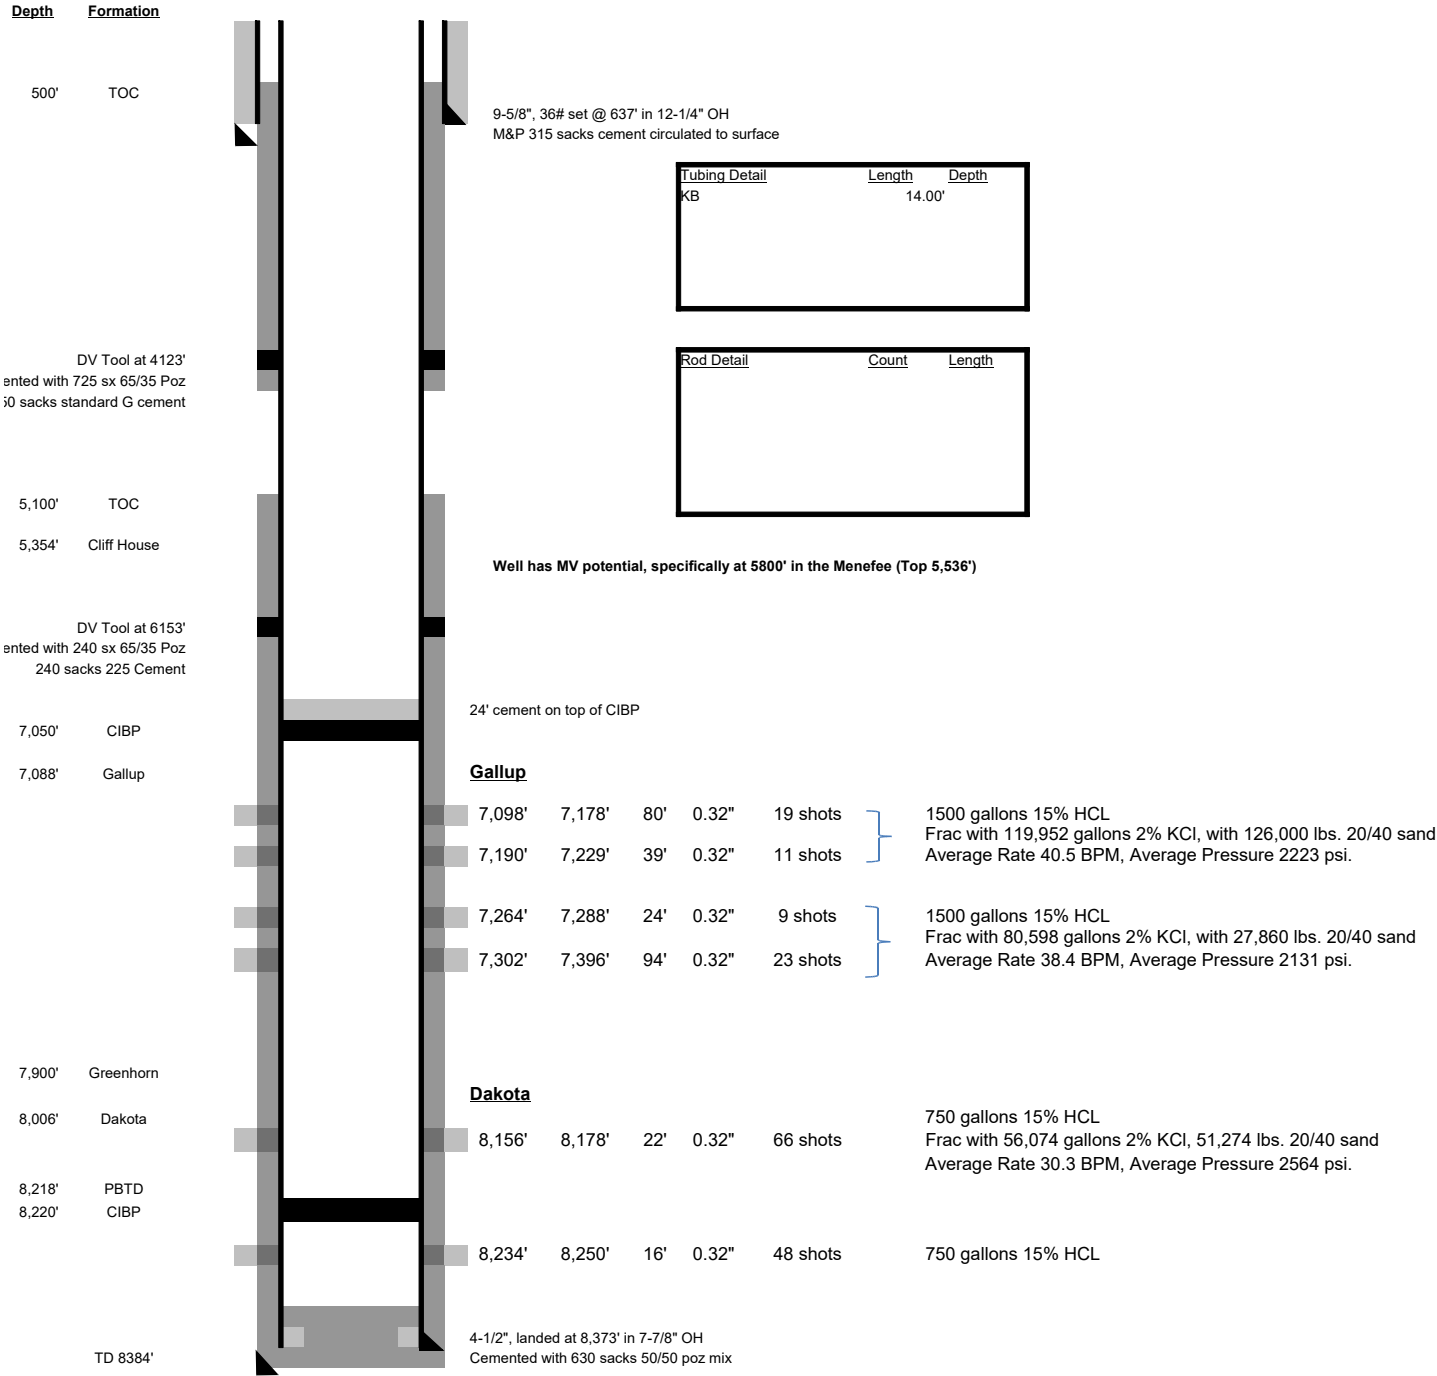 Depth Formation
500' TOC
9-5/8", 36# set @ 637' in 12-1/4" OH
M&P 315 sacks cement circulated to surface
Tubing Detail Length Depth
KB 14.00'
DV Tool at 4123'
ented with 725 sx 65/35 Poz
50 sacks standard G cement
Rod Detail Count Length
5,100' TOC
5,354' Cliff House
Well has MV potential, specifically at 5800' in the Menefee (Top 5,536')
DV Tool at 6153'
ented with 240 sx 65/35 Poz
240 sacks 225 Cement
24' cement on top of CIBP
7,050' CIBP
7,088' Gallup
Gallup
7,098' 7,178' 80' 0.32" 19 shots 1500 gallons 15% HCL
Frac with 119,952 gallons 2% KCl, with 126,000 lbs. 20/40 sand
7,190' 7,229' 39' 0.32" 11 shots Average Rate 40.5 BPM, Average Pressure 2223 psi.
7,264' 7,288' 24' 0.32" 9 shots 1500 gallons 15% HCL
Frac with 80,598 gallons 2% KCl, with 27,860 lbs. 20/40 sand
7,302' 7,396' 94' 0.32" 23 shots Average Rate 38.4 BPM, Average Pressure 2131 psi.
7,900' Greenhorn
Dakota
8,006' Dakota
750 gallons 15% HCL
8,156' 8,178' 22' 0.32" 66 shots Frac with 56,074 gallons 2% KCl, 51,274 lbs. 20/40 sand
Average Rate 30.3 BPM, Average Pressure 2564 psi.
8,218' PBTD
8,220' CIBP
8,234' 8,250' 16' 0.32" 48 shots 750 gallons 15% HCL
4-1/2", landed at 8,373' in 7-7/8" OH
TD 8384' Cemented with 630 sacks 50/50 poz mix